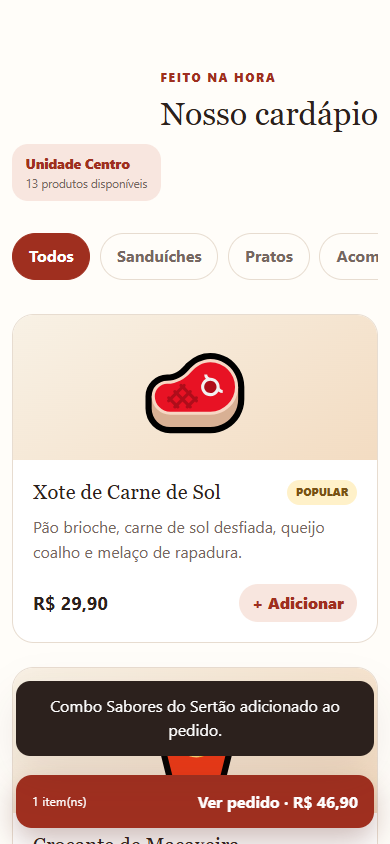 FEITO NA HORA
Nosso cardápio
Unidade Centro
13 produtos disponíveis
Todos
Sanduíches
Pratos
Acom
Xote de Carne de Sol
POPULAR
Pão brioche, carne de sol desfiada, queijo
coalho e melaço de rapadura.
R$ 29,90
+ Adicionar
Combo Sabores do Sertão adicionado ao
pedido.
1 item(ns)
Ver pedido · R$ 46,90
Crocante de Macaxeira